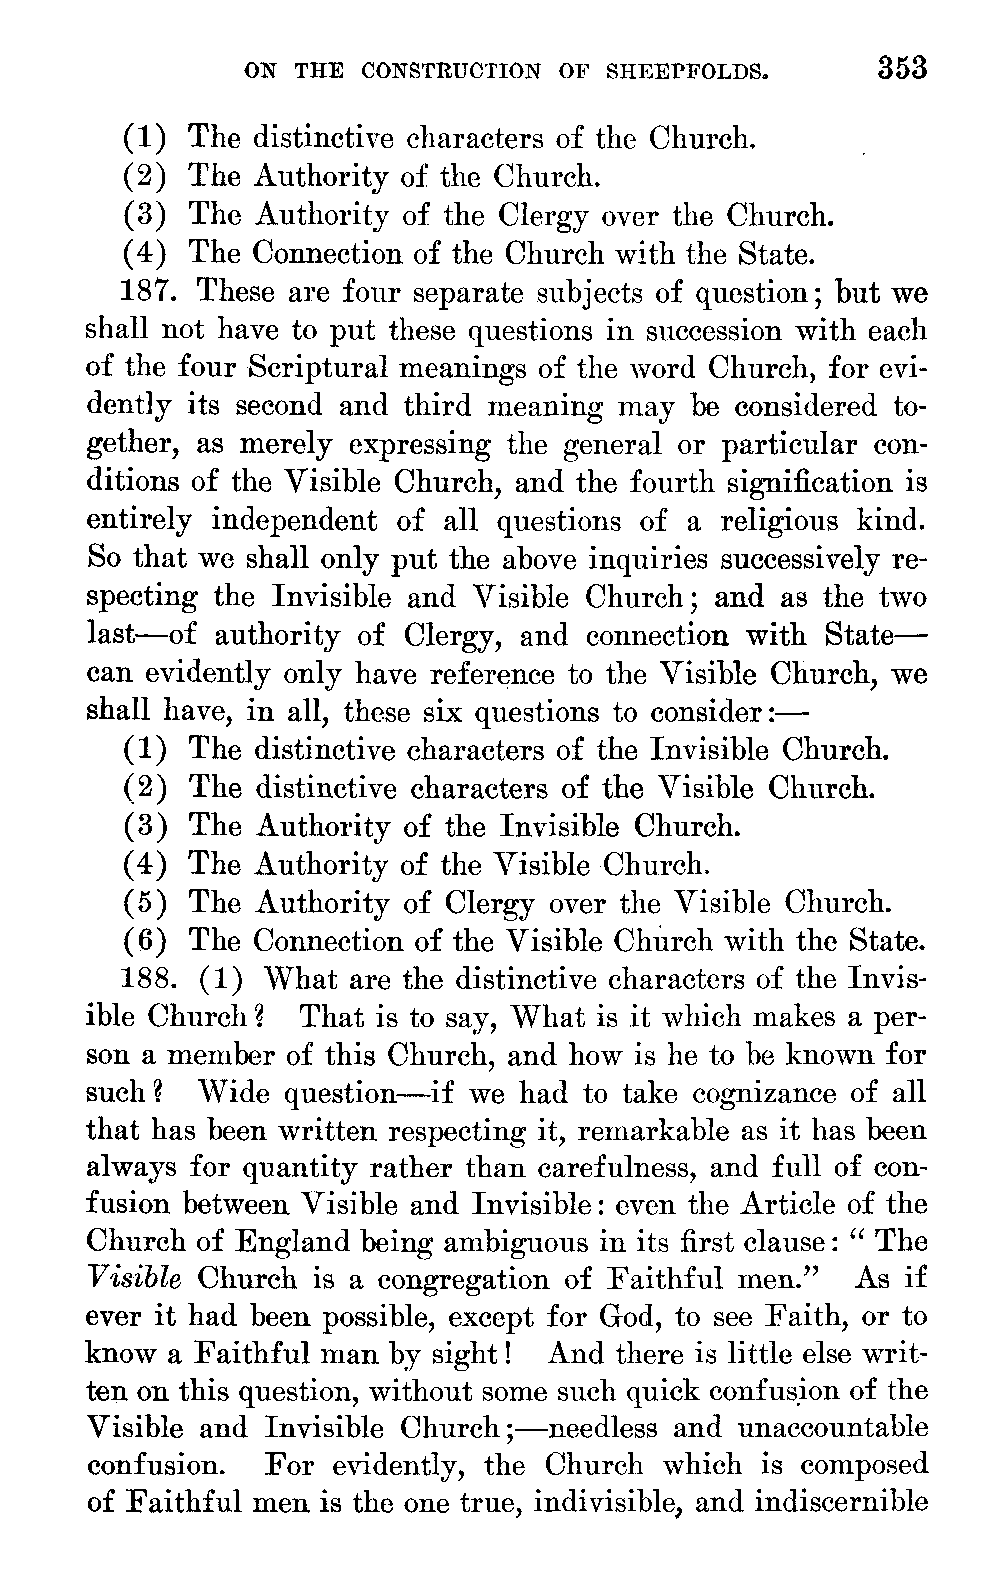 ON THE CONSTRUCTION OF SHEEPFOLDS. 353
(1) The distinctive characters of the Church.
(2) The Authority of the Church.
(3) The Authority of the Clergy over the Church.
(4) The Connection of the Church with the State.
187. These are four separate subjects of question; but we
shall not have to put these questions in succession with each
of the four Scriptural meanings of the word Church, for evi-
dently its second and third meaning may be considered to-
gether, as merely expressing the general or particular con-
ditions of the Visible Church, and the fourth signification is
entirely independent of all questions of a religious kind.
So that we shall only put the above inquiries successively re-
specting the Invisible and Visible Church; and as the two
last—of authority of Clergy, and connection with State—
can evidently only have reference to the Visible Church, we
shall have, in all, these six questions to consider:—
(1) The distinctive characters of the Invisible Church.
(2) The distinctive characters of the Visible Church.
(3) The Authority of the Invisible Church.
(4) The Authority of the Visible Church.
(5) The Authority of Clergy over the Visible Church.
(6) The Connection of the Visible Church with the State.
188. (1) What are the distinctive characters of the Invis-
ible Church? That is to say, What is it which makes a per-
son a member of this Church, and how is he to be known for
such? Wide question—if we had to take cognizance of all
that has been written respecting it, remarkable as it has been
always for quantity rather than carefulness, and full of con-
fusion between Visible and Invisible: even the Article of the
Church of England being ambiguous in its first clause: “ The
Visible Church is a congregation of Faithful men.” As if
ever it had been possible, except for God, to see Faith, or to
know a Faithful man by sight! And there is little else writ-
ten on this question, without some such quick confusion of the
Visible and Invisible Church;—needless and unaccountable
confusion. For evidently, the Church which is composed
of Faithful men is the one true, indivisible, and indiscernible